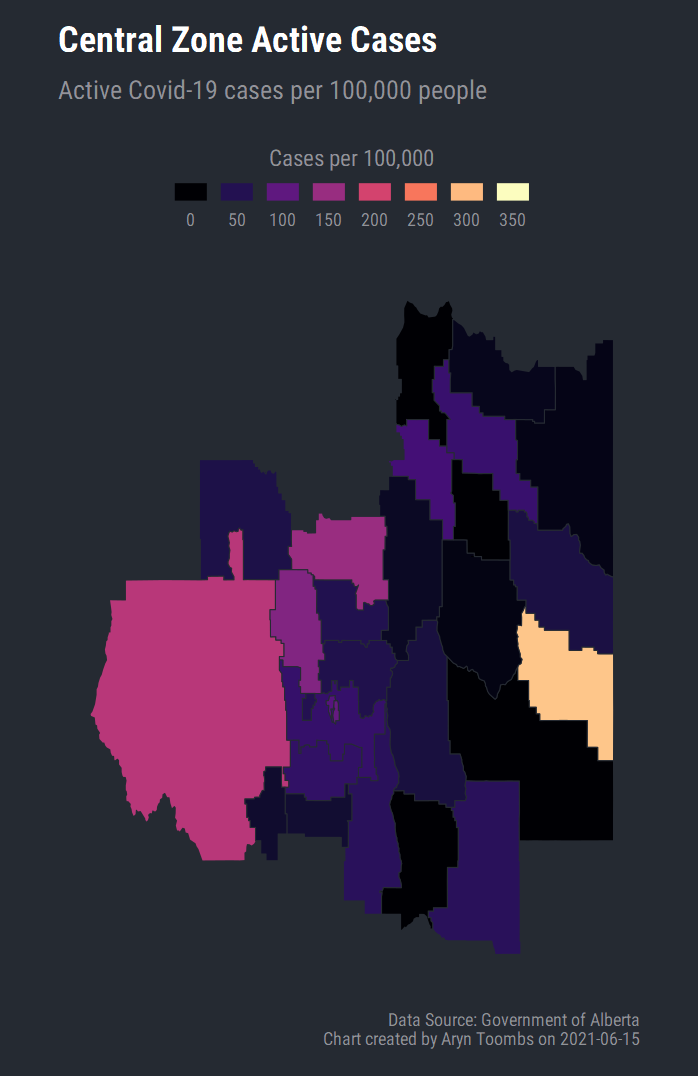 Central Zone Active Cases
Active Covid-19 cases per 100,000 people
Cases per 100,000
0 50 100 150 200 250 300 350
Data Source: Government of Alberta
Chart created by Aryn Toombs on 2021-06-15